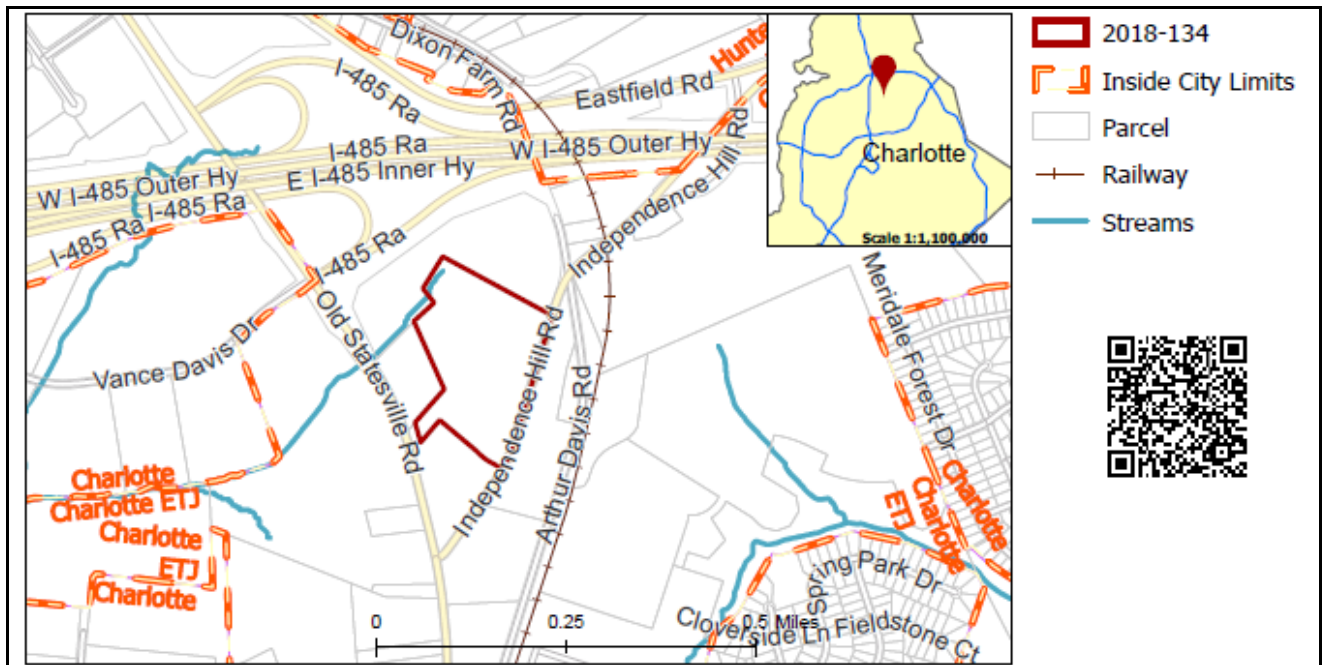 Dixon Farm Rd
Hunte
I-485 Ra
Eastfield Rd
C
I-485 Ra
W I-485 Outer Hy
W I-485 Outer Hy
E I-485 Inner Hy
I-485 Ra
I-485 Ra
I-485 Ra
Independence Hill Rd
Independence Hill Rd
Old Statesville Rd
Vance Davis Dr
Independence Hill Rd
Arthur Davis Rd
Meridale Forest Dr
Charlotte
Charlotte ETJ
Charlotte
ETJ
Charlotte
Charlotte
Charlotte
ETJ
Spring Park Dr
Cloverside Ln
Fieldstone Ct
0
0.25
0.5 Miles
Charlotte
Scale 1:1,100,000
2018-134
Inside City Limits
Parcel
Railway
Streams